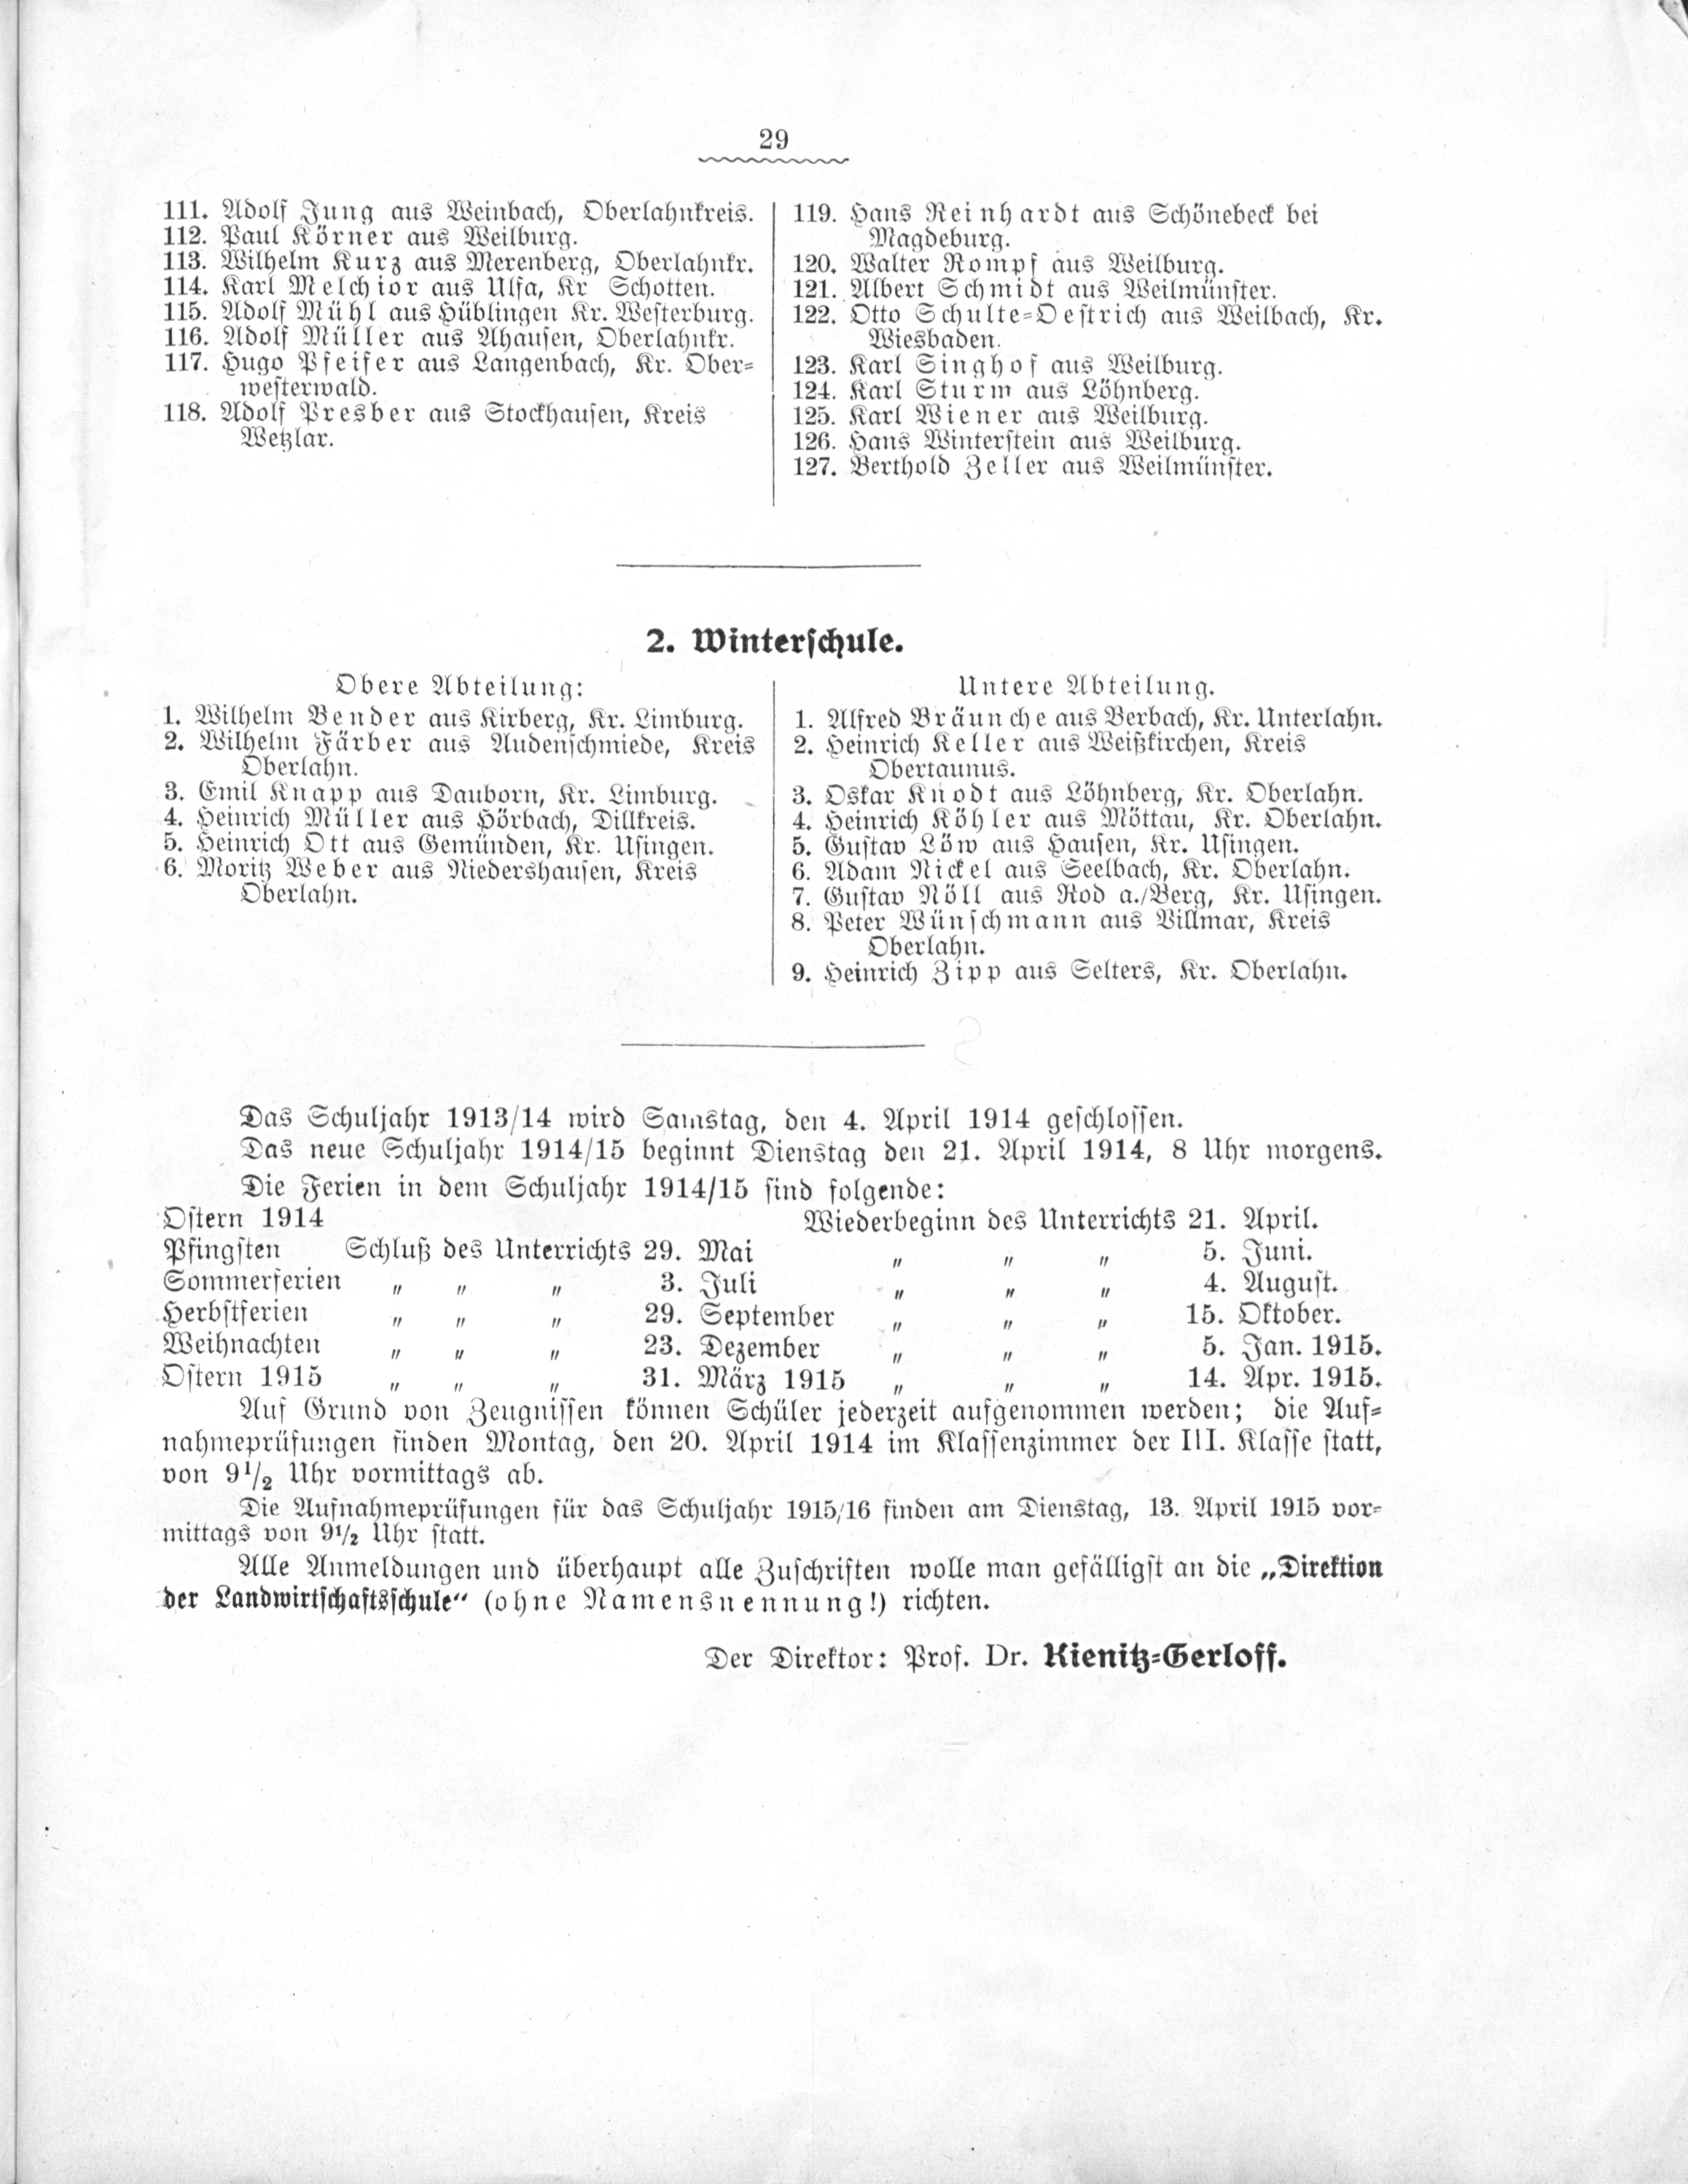 29
111. Adolf Jung aus Weinbach, Oberlahnkreis.
112. Paul Körner aus Weilburg.
113. Wilhelm Kurz aus Merenberg, Oberlahnkr.
114. Karl Melchior aus Ulfa, Kr Schotten.
115. Adolf Mühl aus Hüblingen Kr. Westerburg.
116. Adolf Müller aus Ahausen, Oberlahnkr.
117. Hugo Pfeifer aus Langenbach, Kr. Ober-
westerwald.
118. Adolf Presber aus Stockhausen, Kreis
Wetzlar.
119. Hans Reinhardt aus Schönebeck bei
Magdeburg.
120. Walter Rompf aus Weilburg.
121. Albert Schmidt aus Weilmünster.
122. Otto Schulte-Oestrich aus Weilbach, Kr.
Wiesbaden.
123. Karl Singhof aus Weilburg.
124. Karl Sturm aus Löhnberg.
125. Karl Wiener aus Weilburg.
126. Hans Winterstein aus Weilburg.
127. Berthold Zeller aus Weilmünster.
2. Winterschule.
Obere Abteilung:
1. Wilhelm Bender aus Kirberg, Kr. Limburg.
2. Wilhelm Färber aus Audenschmiede, Kreis
Oberlahn.
3. Emil Knapp aus Dauborn, Kr. Limburg.
4. Heinrich Müller aus Hörbach, Dillkreis.
5. Heinrich Ott aus Gemünden, Kr. Usingen.
6. Moritz Weber aus Niedershausen, Kreis
Oberlahn.
Untere Abteilung.
1. Alfred Bräunche aus Berbach, Kr. Unterlahn.
2. Heinrich Keller aus Weißkirchen, Kreis
Obertaunus.
3. Oskar Knodt aus Löhnberg, Kr. Oberlahn.
4. Heinrich Köhler aus Möttau, Kr. Oberlahn.
5. Gustav Löw aus Hausen, Kr. Usingen.
6. Adam Nickel aus Seelbach, Kr. Oberlahn.
7. Gustav Nöll aus Rod a./Berg, Kr. Usingen.
8. Peter Wünschmann aus Villmar, Kreis
Oberlahn.
9. Heinrich Zipp aus Selters, Kr. Oberlahn.
Das Schuljahr 1913/14 wird Samstag, den 4. April 1914 geschlossen.
Das neue Schuljahr 1914/15 beginnt Dienstag den 21. April 1914, 8 Uhr morgens.
Die Ferien in dem Schuljahr 1914/15 sind folgende:
Ostern 1914 Wiederbeginn des Unterrichts 21. April.
Pfingsten Schluß des Unterrichts 29. Mai " " " 5. Juni.
Sommerferien " " " 3. Juli " " " 4. August.
Herbstferien " " " 29. September " " " 15. Oktober.
Weihnachten " " " 23. Dezember " " " 5. Jan. 1915.
Ostern 1915 " " " 31. März 1915 " " " 14. Apr. 1915.
Auf Grund von Zeugnissen können Schüler jederzeit aufgenommen werden; die Auf-
nahmeprüfungen finden Montag, den 20. April 1914 im Klassenzimmer der III. Klasse statt,
von 9 1/2 Uhr vormittags ab.
Die Aufnahmeprüfungen für das Schuljahr 1915/16 finden am Dienstag, 13. April 1915 vor-
mittags von 9 1/2 Uhr statt.
Alle Anmeldungen und überhaupt alle Zuschriften wolle man gefälligst an die „Direktion
der Landwirtschaftsschule“ (ohne Namensnennung!) richten.
Der Direktor: Prof. Dr. Kienitz-Gerloff.